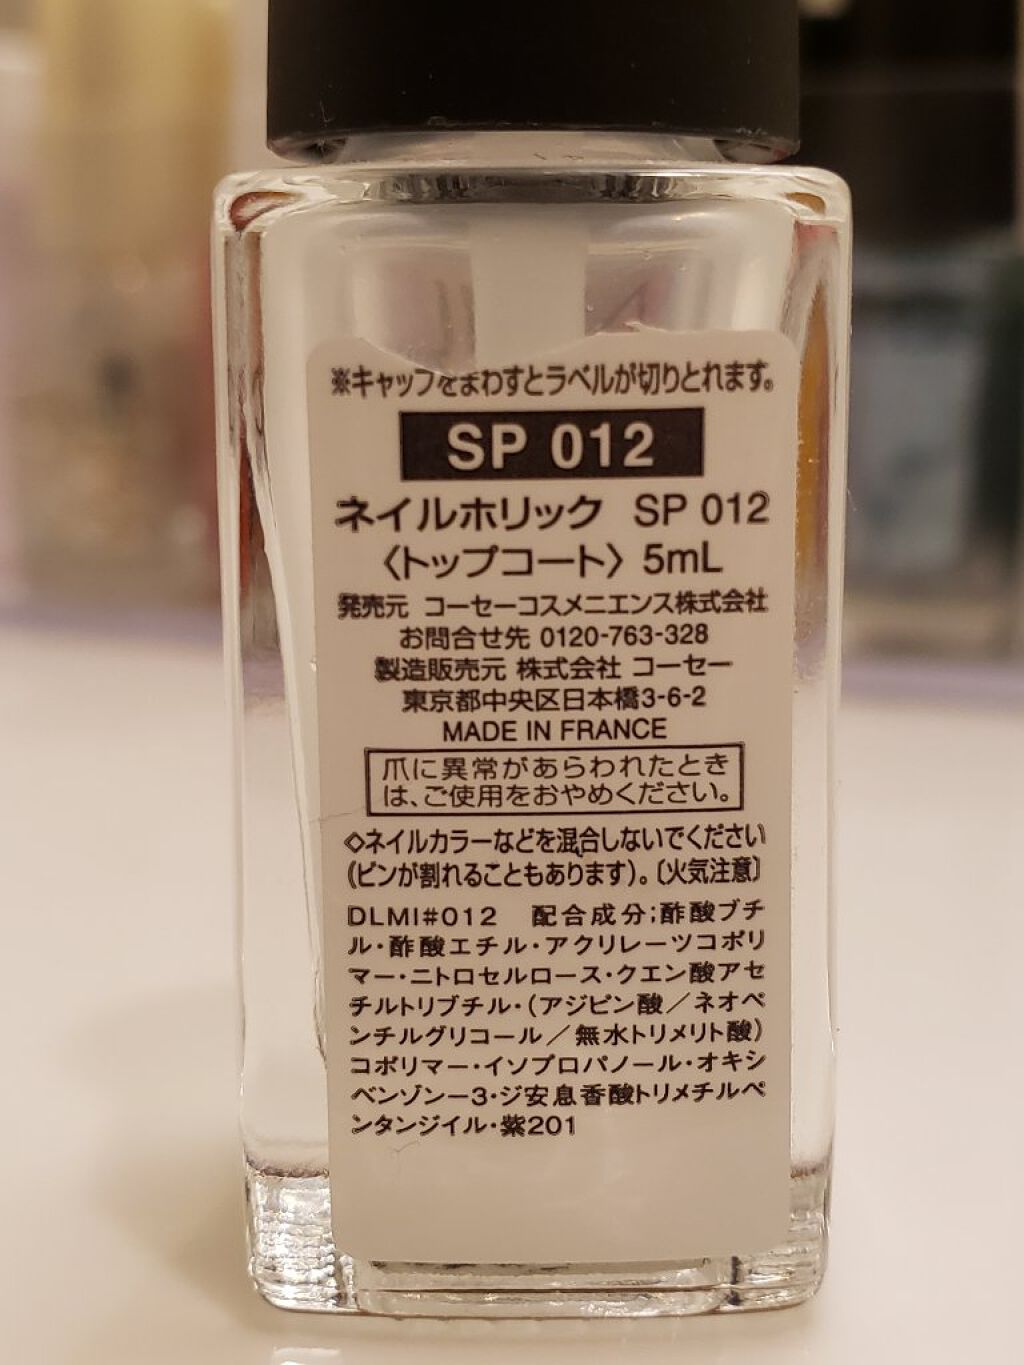 ※キャップをまわすとラベルが切りとれます。
SP 012
ネイルホリック SP 012
〈トップコート〉 5mL
発売元 コーセーコスメニエンス株式会社
お問合せ先 0120-763-328
製造販売元 株式会社 コーセー
東京都中央区日本橋3-6-2
MADE IN FRANCE
爪に異常があらわれたとき
は、ご使用をおやめください。
◇ネイルカラーなどを混合しないでください
(ビンが割れることもあります)。〔火気注意〕
DLMI#012 配合成分;酢酸ブチ
ル・酢酸エチル・アクリレーツコポリ
マー・ニトロセルロース・クエン酸アセ
チルトリブチル・(アジピン酸/ネオペ
ンチルグリコール/無水トリメリト酸)
コポリマー・イソプロパノール・オキシ
ベンゾン-3・ジ安息香酸トリメチルペ
ンタンジイル・紫201